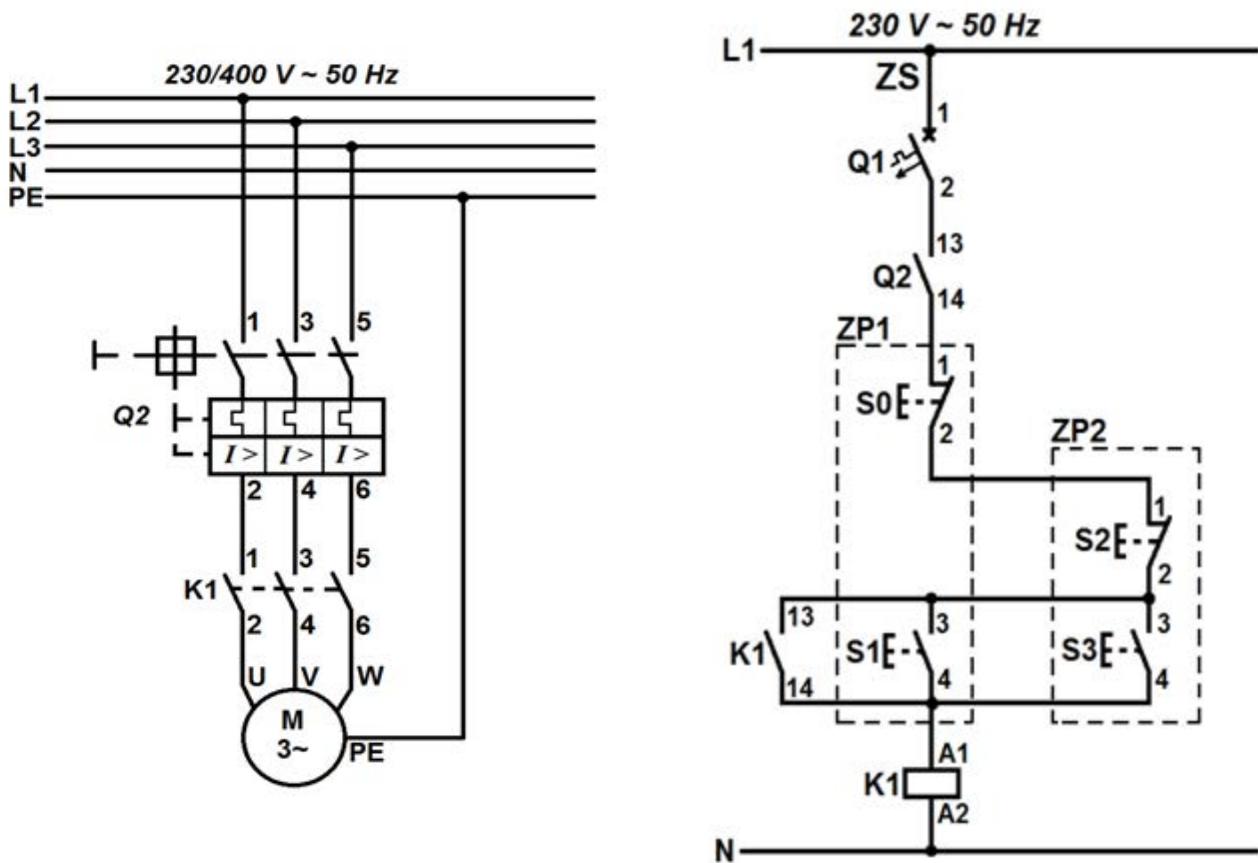 230/400 V ~ 50 Hz
L1
L2
L3
N
PE
1 3 5
Q2
I > I > I >
2 4 6
1 3 5
K1
2 4 6
U V W
M
3~
PE
230 V ~ 50 Hz
L1
ZS
1
Q1
2
13
Q2
14
ZP1
1
S0
2
ZP2
1
S2
2
13 3 3
K1 S1 S3
14 4 4
A1
K1
A2
N